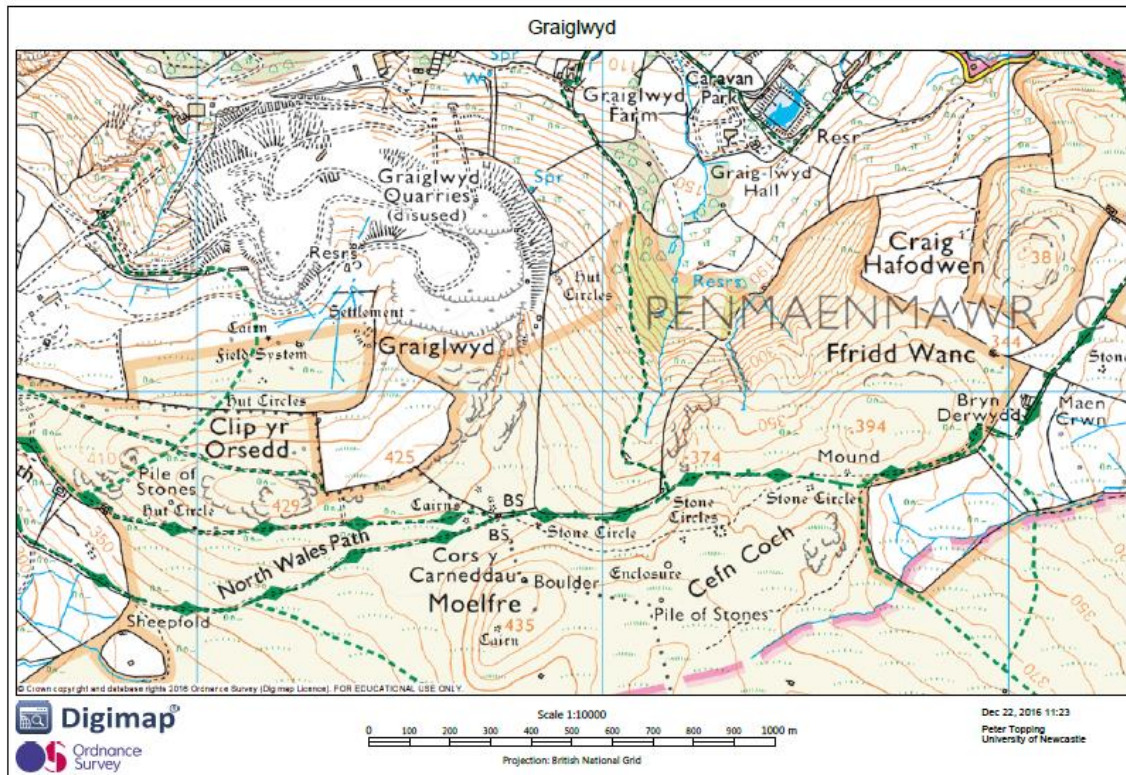 Graiglwyd
Spr
W
110
Caravan
Park
Graiglwyd
Farm
Resr
Graiglwyd
Quarries
(disused)
Spr
150
Graig-lwyd
Hall
Craig
Hafodwen
381
Resrs
Hut
Circles
Resrs
190
PENMAENMAWR C
Settlement
Cairn
Field System
Graiglwyd
300
Ffridd Wanc
344
Stone
Hut Circles
Bryn
Derwydd
Maen
Crwn
Clip yr
Orsedd
425
350
394
410
374
Mound
Pile of
Stones
Stone Circle
429
Hut Circle
Cairns
BS
BS
Stone Circle
Stone
Circles
350
North Wales Path
Cors y
Carneddau
Boulder
Enclosure
Cefn Coch
Moelfre
Pile of Stones
Sheepfold
435
Cairn
350
370
© Crown copyright and database rights 2016 Ordnance Survey (Digimap Licence). FOR EDUCATIONAL USE ONLY.
Digimap®
Ordnance
Survey
Scale 1:10000
0 100 200 300 400 500 600 700 800 900 1000 m
Projection: British National Grid
Dec 22, 2016 11:23
Peter Topping
University of Newcastle